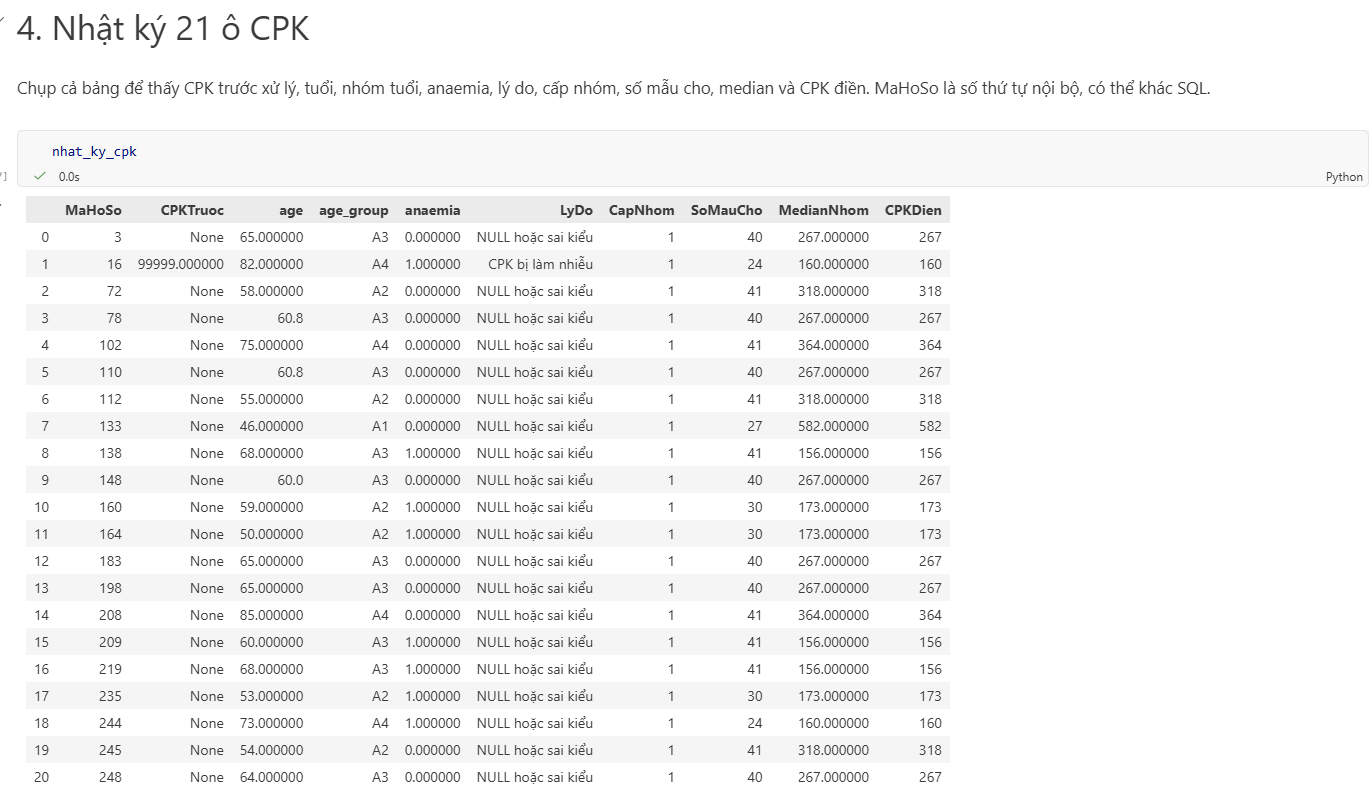 4. Nhật ký 21 ô CPK
Chụp cả bảng để thấy CPK trước xử lý, tuổi, nhóm tuổi, anaemia, lý do, cấp nhóm, số mẫu cho, median và CPK điền. MaHoSo là số thứ tự nội bộ, có thể khác SQL.
nhat_ky_cpk
0.0s Python
MaHoSo CPKTruoc age age_group anaemia LyDo CapNhom SoMauCho MedianNhom CPKDien
0 3 None 65.000000 A3 0.000000 NULL hoặc sai kiểu 1 40 267.000000 267
1 16 99999.000000 82.000000 A4 1.000000 CPK bị làm nhiễu 1 24 160.000000 160
2 72 None 58.000000 A2 0.000000 NULL hoặc sai kiểu 1 41 318.000000 318
3 78 None 60.8 A3 0.000000 NULL hoặc sai kiểu 1 40 267.000000 267
4 102 None 75.000000 A4 0.000000 NULL hoặc sai kiểu 1 41 364.000000 364
5 110 None 60.8 A3 0.000000 NULL hoặc sai kiểu 1 40 267.000000 267
6 112 None 55.000000 A2 0.000000 NULL hoặc sai kiểu 1 41 318.000000 318
7 133 None 46.000000 A1 0.000000 NULL hoặc sai kiểu 1 27 582.000000 582
8 138 None 68.000000 A3 1.000000 NULL hoặc sai kiểu 1 41 156.000000 156
9 148 None 60.0 A3 0.000000 NULL hoặc sai kiểu 1 40 267.000000 267
10 160 None 59.000000 A2 1.000000 NULL hoặc sai kiểu 1 30 173.000000 173
11 164 None 50.000000 A2 1.000000 NULL hoặc sai kiểu 1 30 173.000000 173
12 183 None 65.000000 A3 0.000000 NULL hoặc sai kiểu 1 40 267.000000 267
13 198 None 65.000000 A3 0.000000 NULL hoặc sai kiểu 1 40 267.000000 267
14 208 None 85.000000 A4 0.000000 NULL hoặc sai kiểu 1 41 364.000000 364
15 209 None 60.000000 A3 1.000000 NULL hoặc sai kiểu 1 41 156.000000 156
16 219 None 68.000000 A3 1.000000 NULL hoặc sai kiểu 1 41 156.000000 156
17 235 None 53.000000 A2 1.000000 NULL hoặc sai kiểu 1 30 173.000000 173
18 244 None 73.000000 A4 1.000000 NULL hoặc sai kiểu 1 24 160.000000 160
19 245 None 54.000000 A2 0.000000 NULL hoặc sai kiểu 1 41 318.000000 318
20 248 None 64.000000 A3 0.000000 NULL hoặc sai kiểu 1 40 267.000000 267